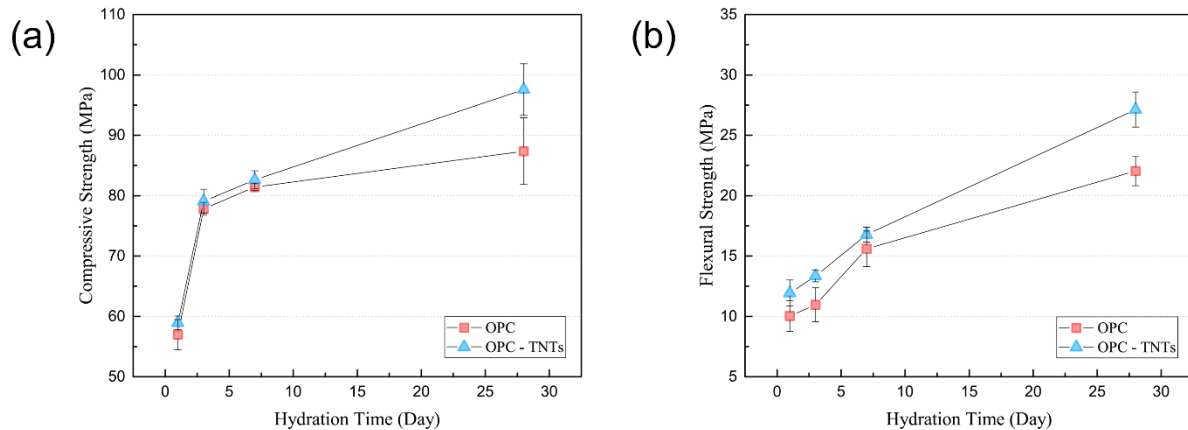 (a)
110
100
90
80
70
60
50
Compressive Strength (MPa)
0 5 10 15 20 25 30
Hydration Time (Day)
OPC
OPC - TNTs
(b)
35
30
25
20
15
10
5
Flexural Strength (MPa)
0 5 10 15 20 25 30
Hydration Time (Day)
OPC
OPC - TNTs